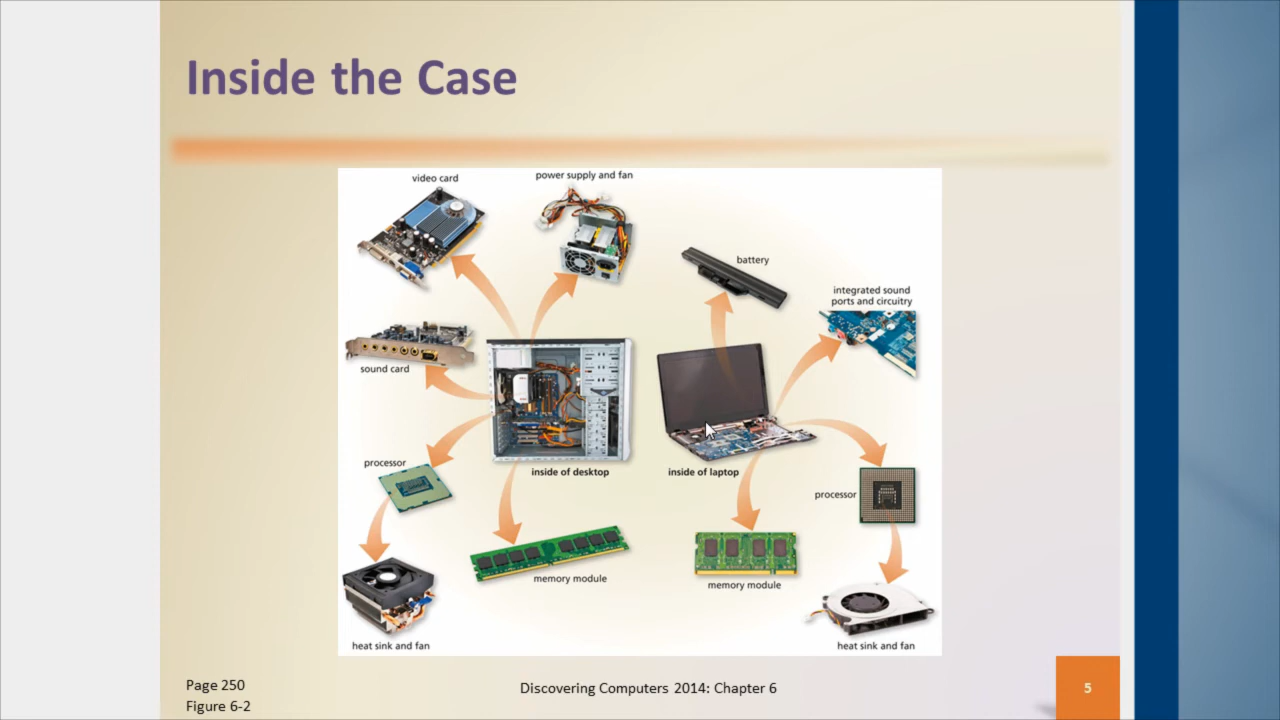 Inside the Case
video card
power supply and fan
battery
integrated sound
ports and circuitry
sound card
processor
inside of desktop
inside of laptop
processor
memory module
memory module
heat sink and fan
heat sink and fan
Page 250
Figure 6-2
Discovering Computers 2014: Chapter 6
5